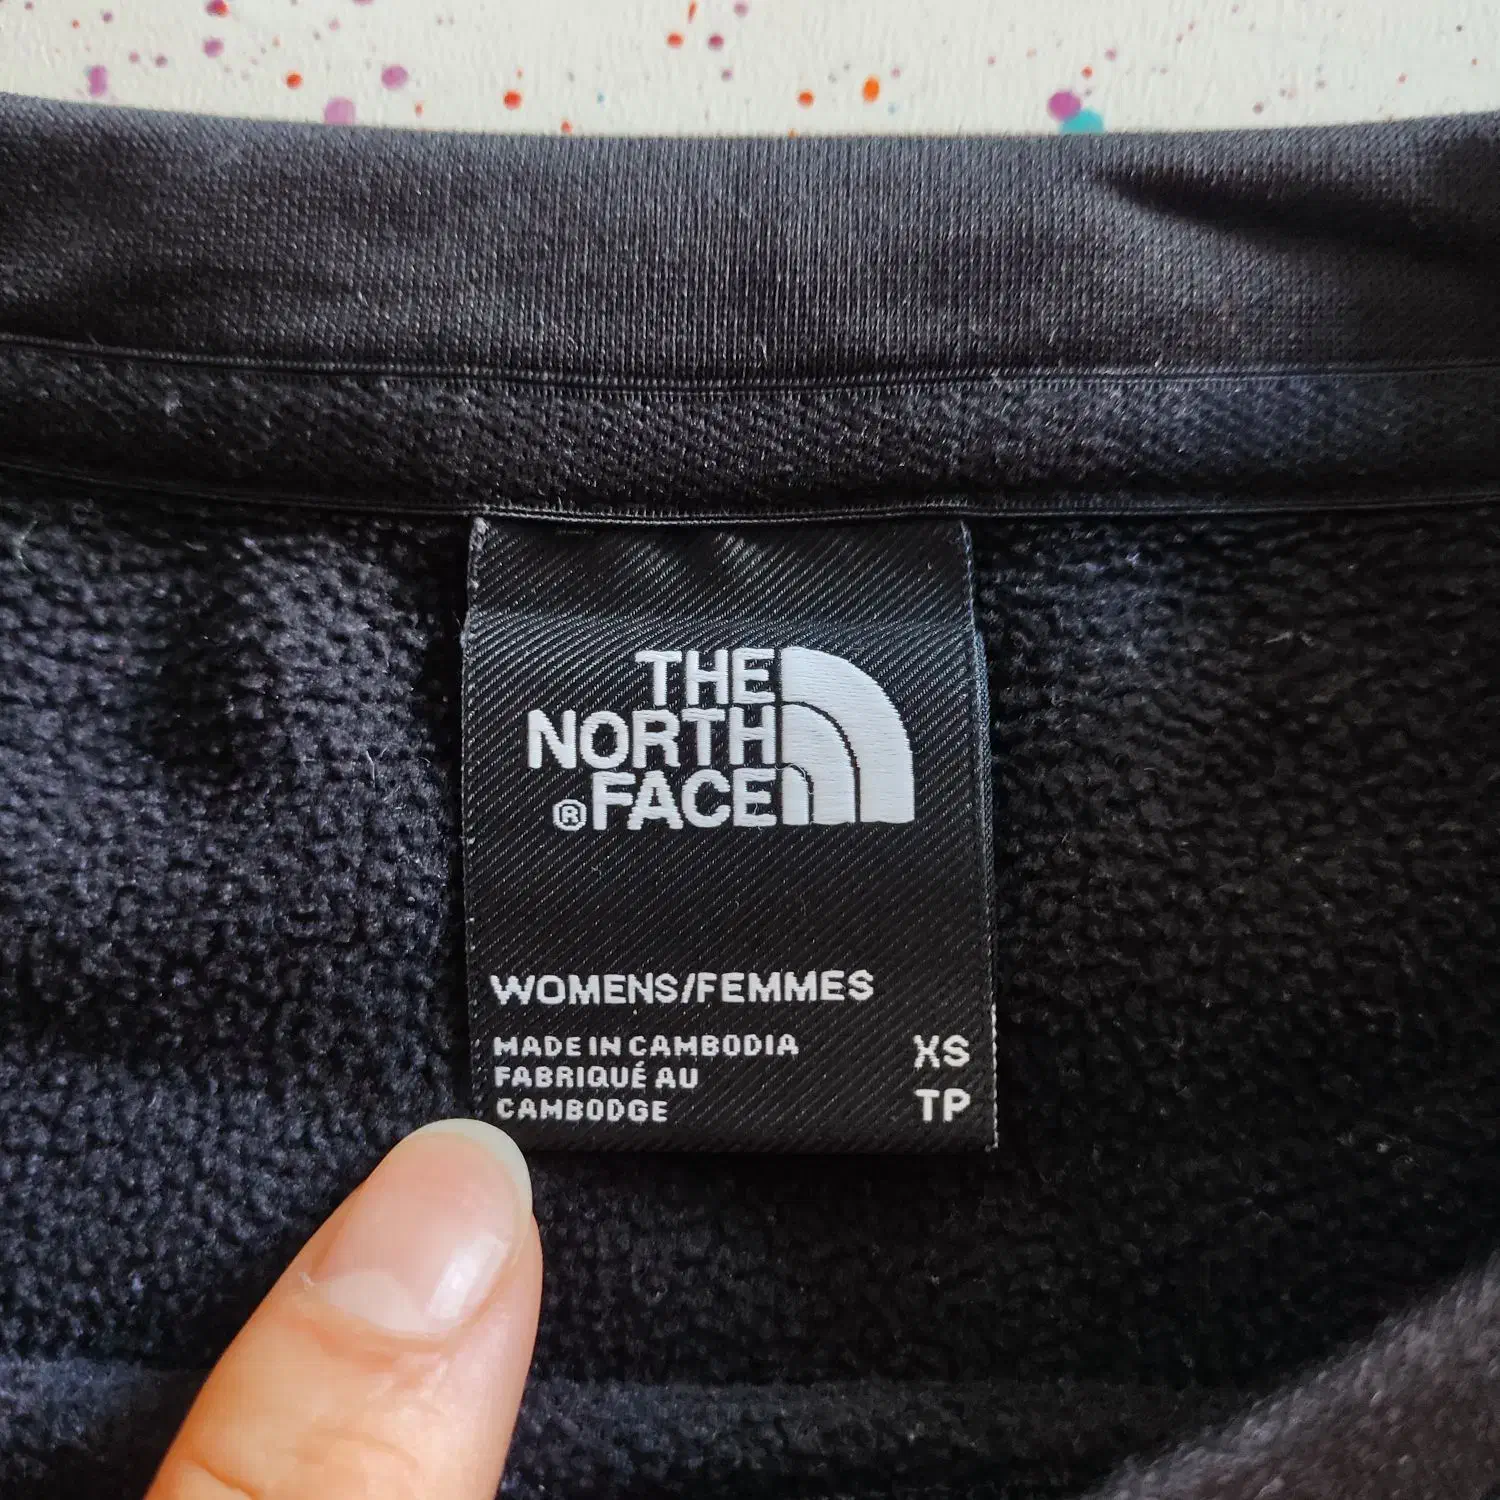 THE
NORTH
®FACE
WOMENS/FEMMES
MADE IN CAMBODIA
FABRIQUÉ AU
CAMBODGE
XS
TP